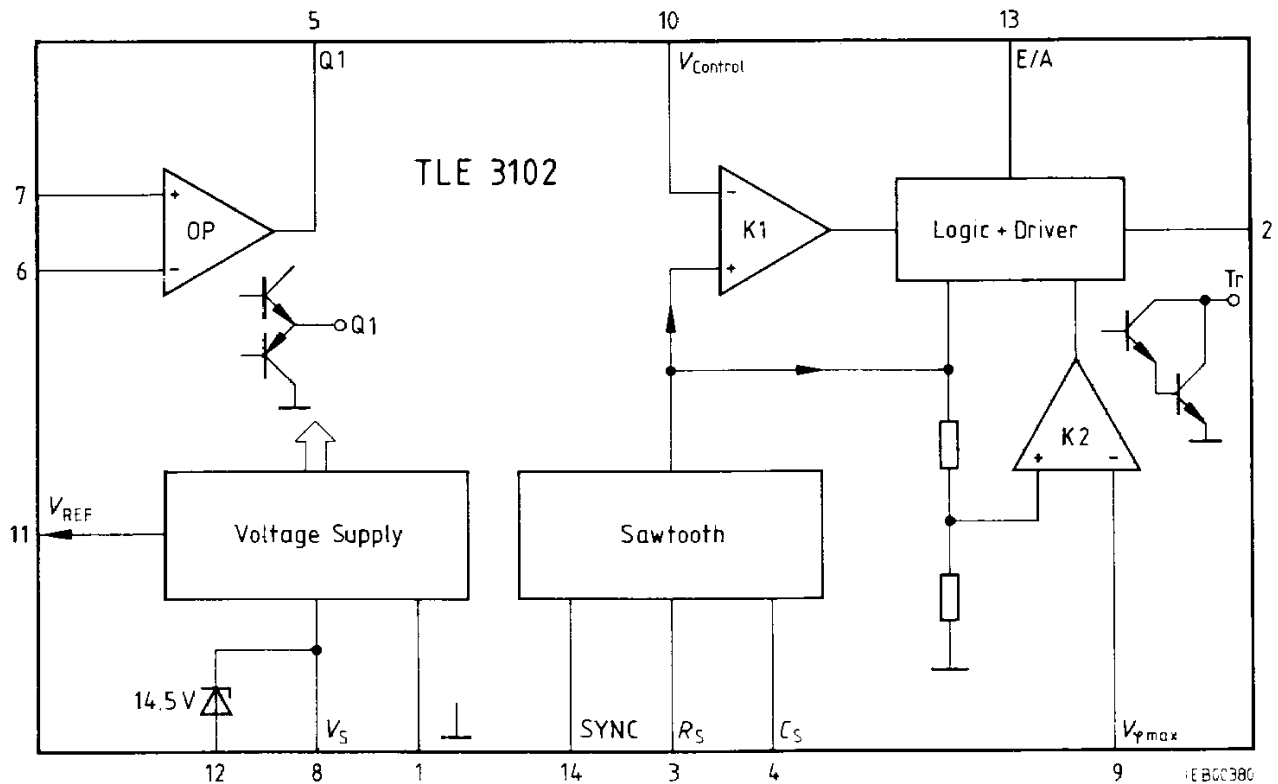 5
10
13
Q1
V Control
E/A
TLE 3102
7
+
OP
-
6
-
K1
+
Logic + Driver
2
Tr
Q1
K2
+
-
VREF
11
Voltage Supply
Sawtooth
14.5 V
VS
SYNC
RS
CS
Vφmax
12
8
1
14
3
4
9